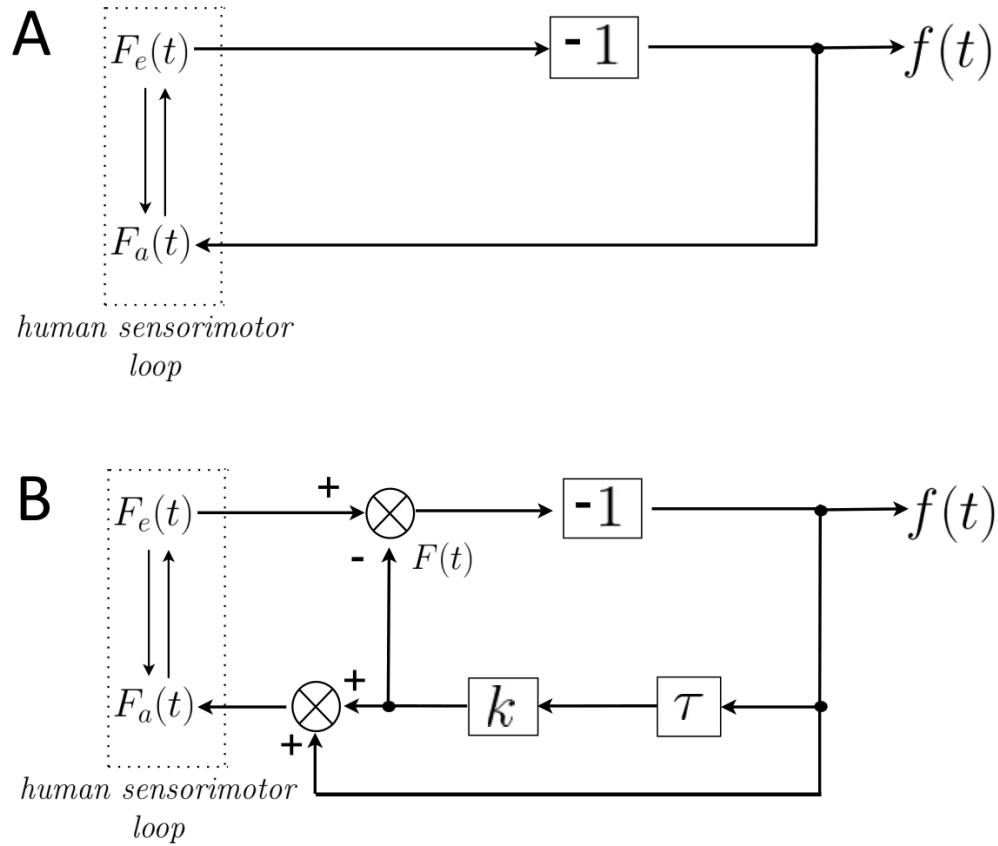 A
F_e(t)
-1
f(t)
F_a(t)
human sensorimotor
loop
B
F_e(t)
+
-1
f(t)
-
F(t)
F_a(t)
+
k
τ
+
human sensorimotor
loop